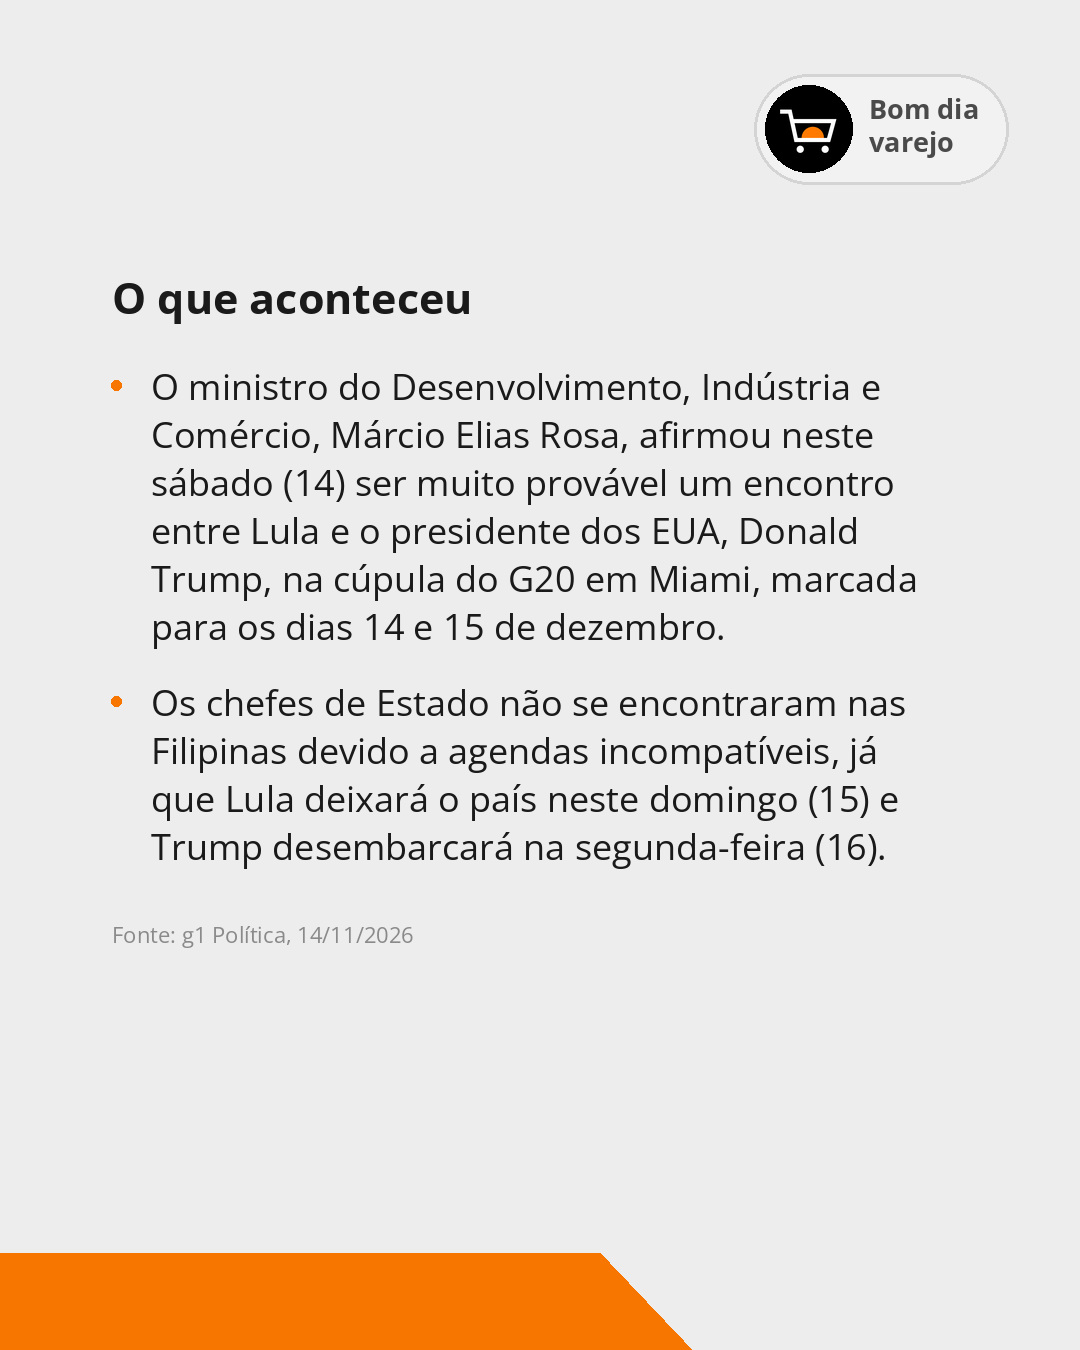 Bom dia
varejo
O que aconteceu
• O ministro do Desenvolvimento, Indústria e
Comércio, Márcio Elias Rosa, afirmou neste
sábado (14) ser muito provável um encontro
entre Lula e o presidente dos EUA, Donald
Trump, na cúpula do G20 em Miami, marcada
para os dias 14 e 15 de dezembro.
• Os chefes de Estado não se encontraram nas
Filipinas devido a agendas incompatíveis, já
que Lula deixará o país neste domingo (15) e
Trump desembarcará na segunda-feira (16).
Fonte: g1 Política, 14/11/2026